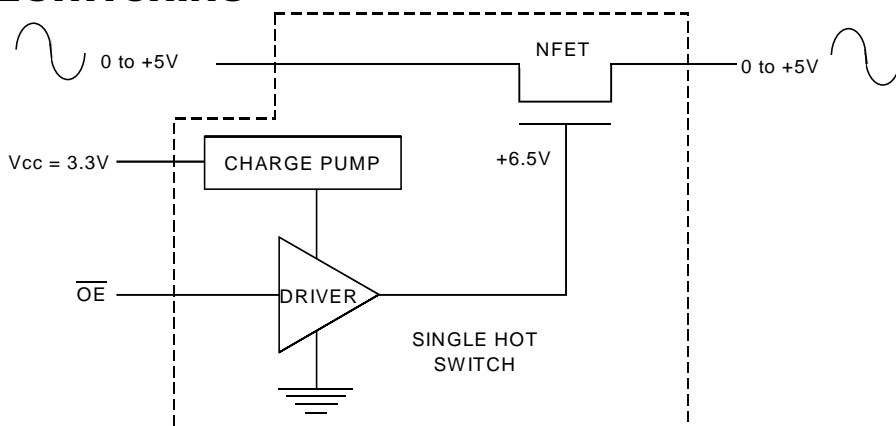 NFET
0 to +5V
0 to +5V
Vcc = 3.3V
CHARGE PUMP
+6.5V
OE
DRIVER
SINGLE HOT
SWITCH